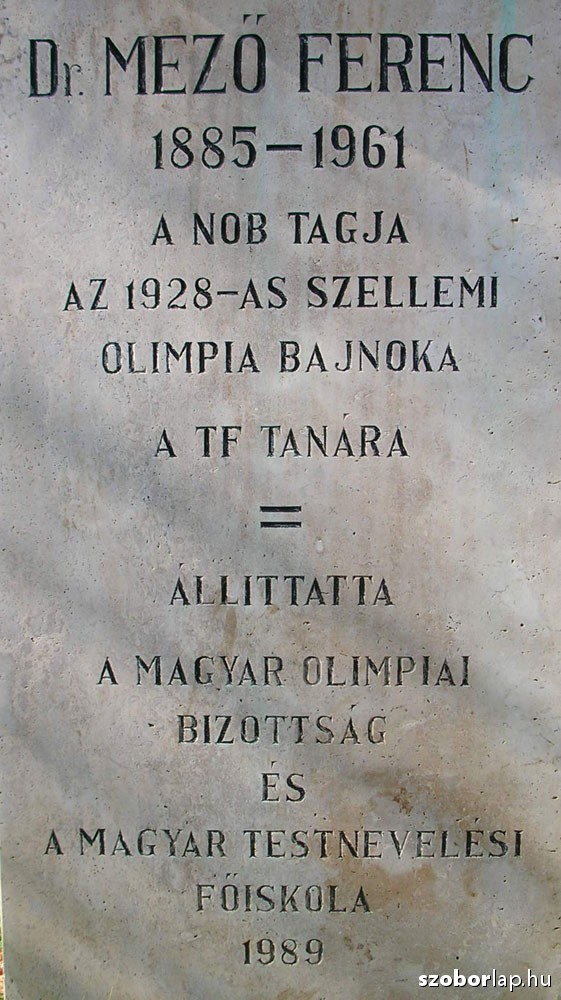 Dr. MEZŐ FERENC
1885–1961
A NOB TAGJA
AZ 1928–AS SZELLEMI
OLIMPIA BAJNOKA
A TF TANÁRA
=
ÁLLITTATTA
A MAGYAR OLIMPIAI
BIZOTTSÁG
ÉS
A MAGYAR TESTNEVELÉSI
FŐISKOLA
1989
szoborlap.hu